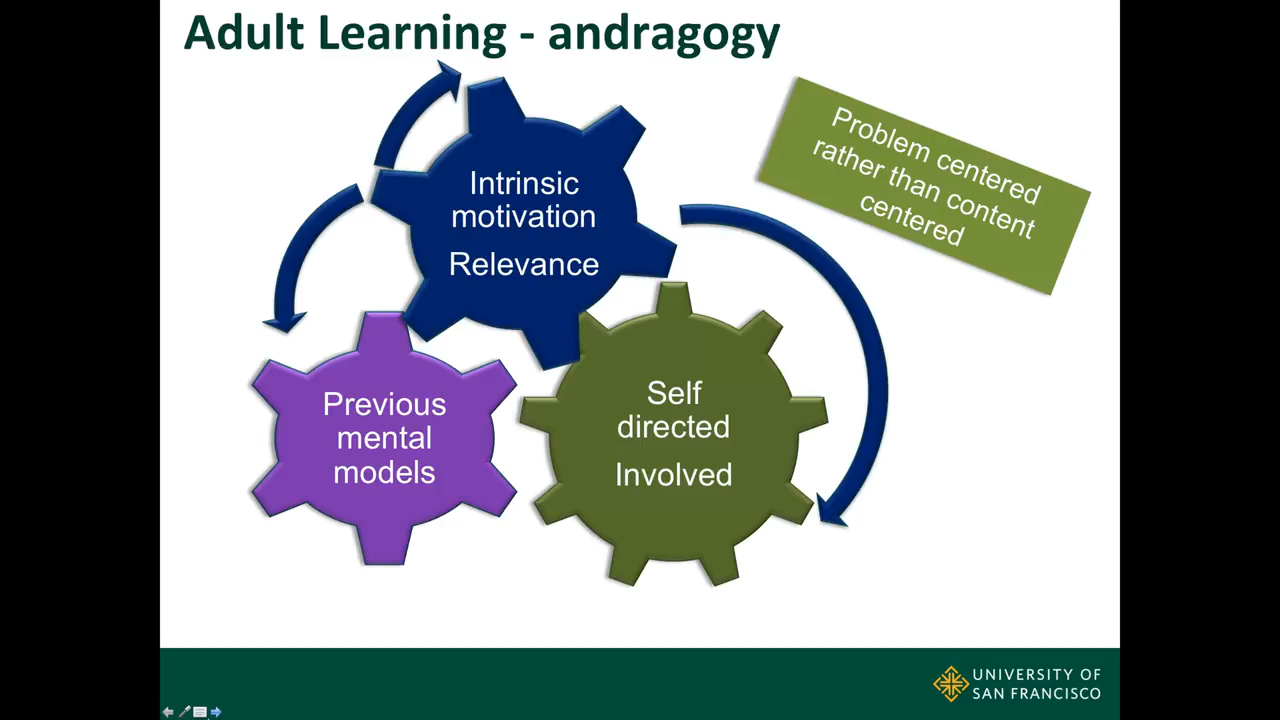 Adult Learning - andragogy
Problem centered
rather than content
centered
Intrinsic
motivation
Relevance
Previous
mental
models
Self
directed
Involved
UNIVERSITY OF
SAN FRANCISCO